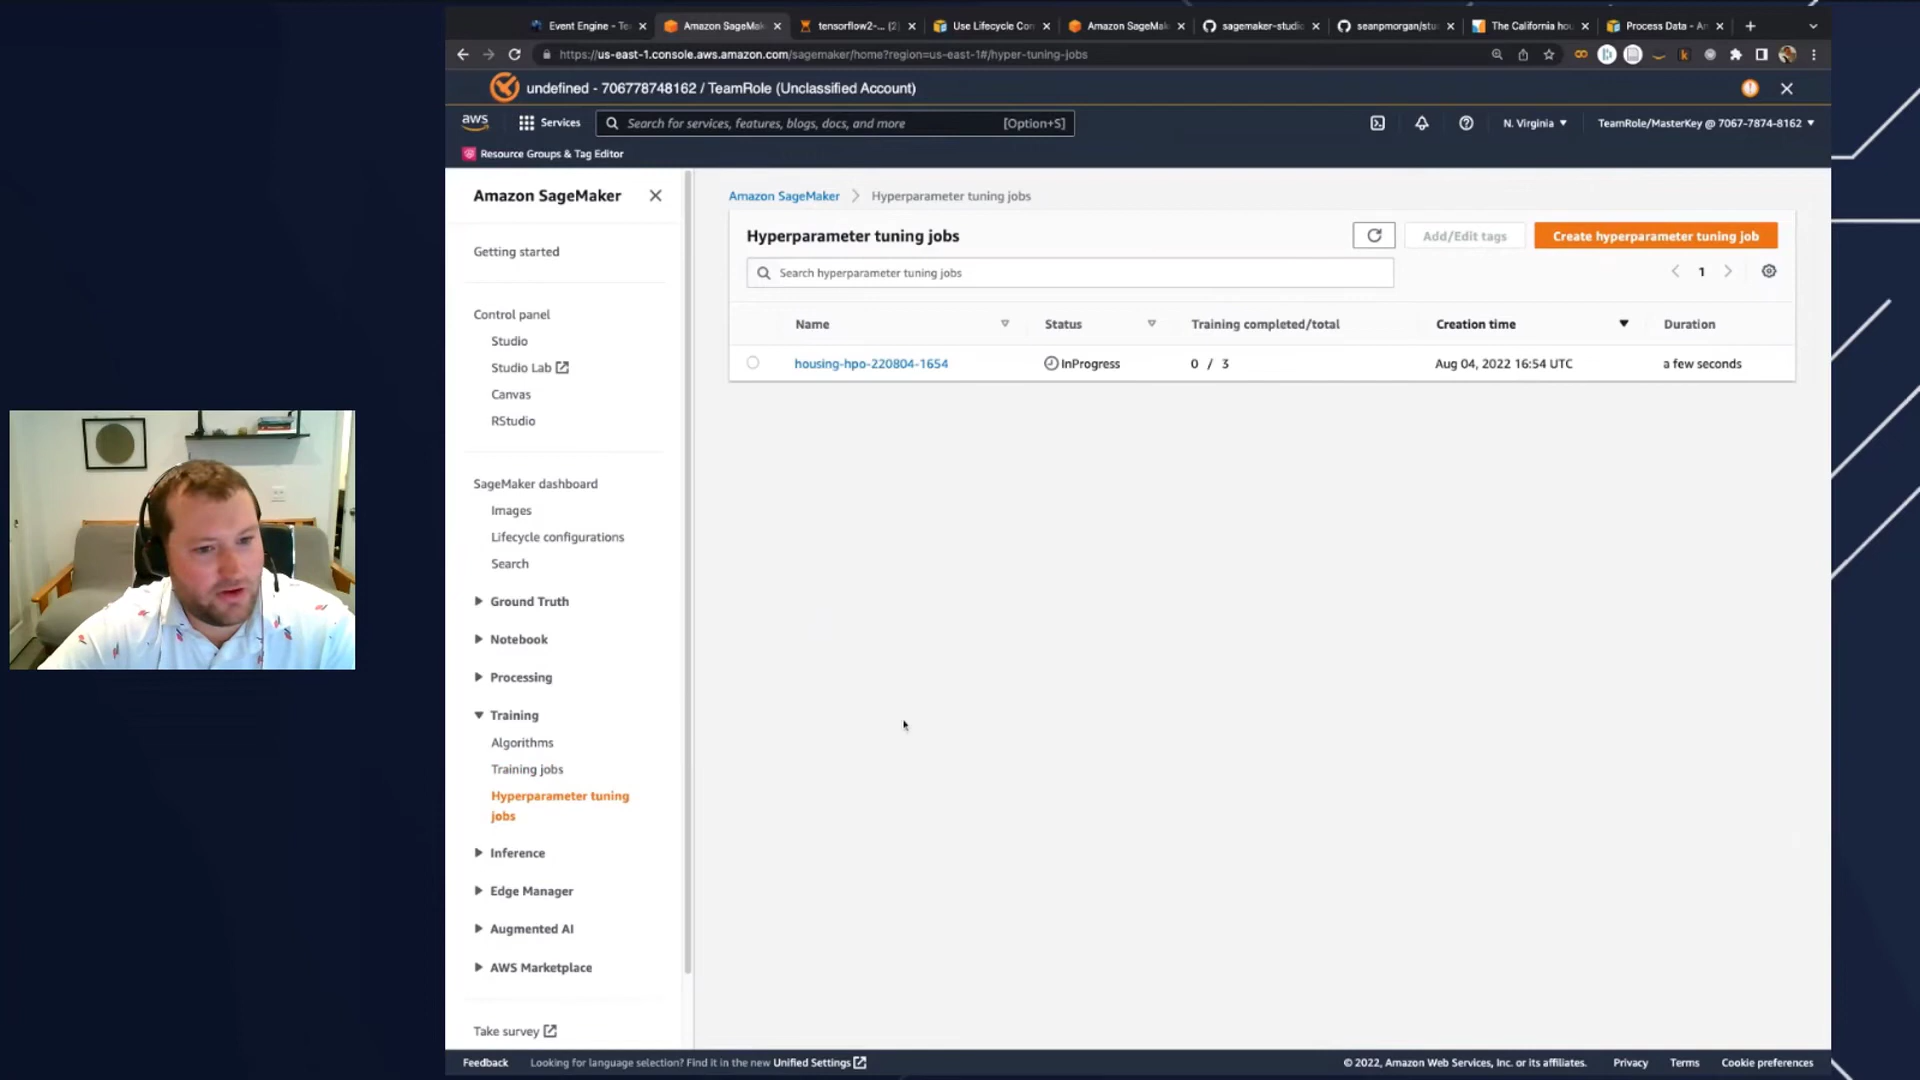 Event Engine - Te
Amazon SageMak
tensorflow2-... (2)
Use Lifecycle Con
Amazon SageMak
sagemaker-studio
seanpmorgan/stu
The California hou
Process Data - Am
https://us-east-1.console.aws.amazon.com/sagemaker/home?region=us-east-1#/hyper-tuning-jobs
undefined - 706778748162 / TeamRole (Unclassified Account)
aws
Services
Search for services, features, blogs, docs, and more
[Option+S]
N. Virginia
TeamRole/MasterKey @ 7067-7874-8162
Resource Groups & Tag Editor
Amazon SageMaker
Getting started
Control panel
Studio
Studio Lab
Canvas
RStudio
SageMaker dashboard
Images
Lifecycle configurations
Search
Ground Truth
Notebook
Processing
Training
Algorithms
Training jobs
Hyperparameter tuning
jobs
Inference
Edge Manager
Augmented AI
AWS Marketplace
Take survey
Amazon SageMaker
Hyperparameter tuning jobs
Hyperparameter tuning jobs
Add/Edit tags
Create hyperparameter tuning job
Search hyperparameter tuning jobs
1
Name
Status
Training completed/total
Creation time
Duration
housing-hpo-220804-1654
InProgress
0 / 3
Aug 04, 2022 16:54 UTC
a few seconds
Feedback
Looking for language selection? Find it in the new Unified Settings
© 2022, Amazon Web Services, Inc. or its affiliates.
Privacy
Terms
Cookie preferences